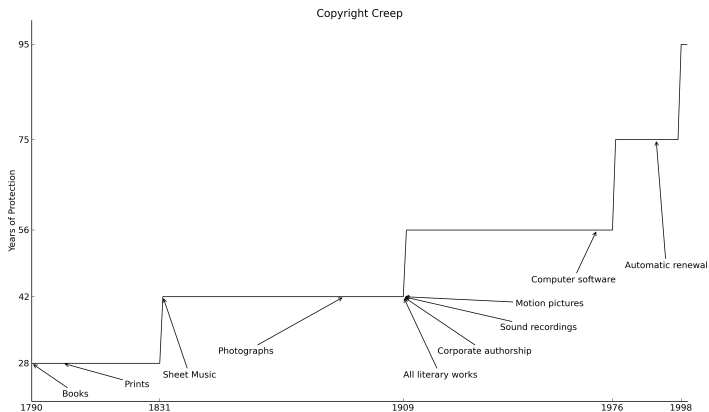 Copyright Creep
Years of Protection
95
75
56
42
28
Automatic renewal
Computer software
Motion pictures
Sound recordings
Photographs
Corporate authorship
Sheet Music
All literary works
Prints
Books
1790
1831
1909
1976
1998